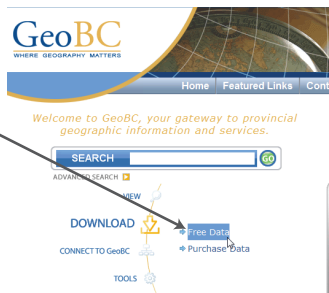 GeoBC
WHERE GEOGRAPHY MATTERS
Home Featured Links Cont
Welcome to GeoBC, your gateway to provincial
geographic information and services.
SEARCH GO
ADVANCED SEARCH
VIEW
DOWNLOAD
Free Data
CONNECT TO GeoBC
Purchase Data
TOOLS